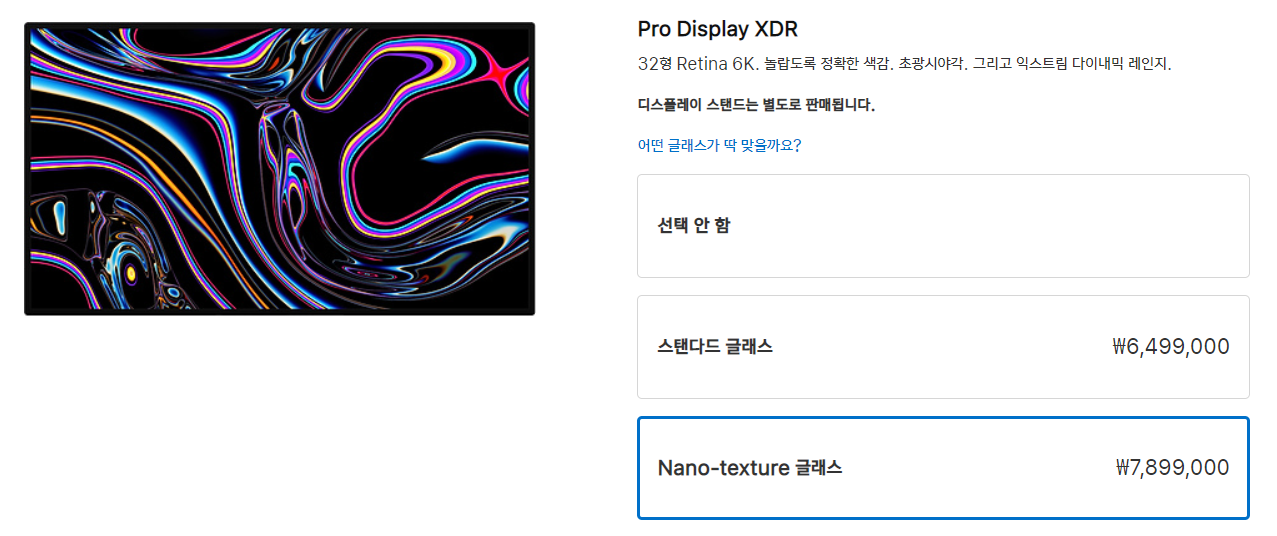 Pro Display XDR
32형 Retina 6K. 놀랍도록 정확한 색감. 초광시야각. 그리고 익스트림 다이내믹 레인지.
디스플레이 스탠드는 별도로 판매됩니다.
어떤 글래스가 딱 맞을까요?
선택 안 함
스탠다드 글래스 ₩6,499,000
Nano-texture 글래스 ₩7,899,000